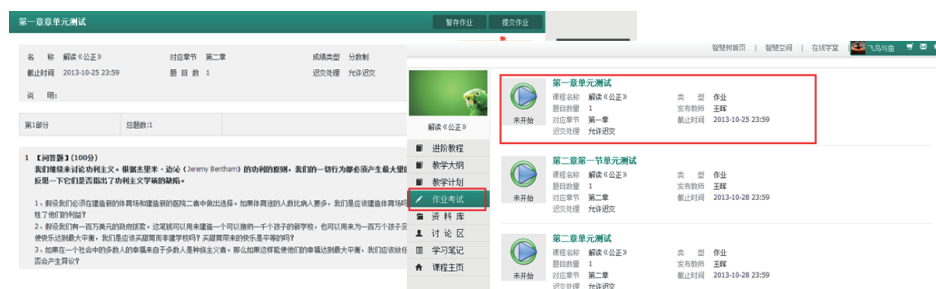 第一章章单元测试
暂存作业
提交作业
名 称 解读《公正》
对应章节 第二章
成绩类型 分数制
截止时间 2013-10-25 23:59
题 目 数 1
迟交处理 允许迟交
说 明:
第1部分
总题数:1
1 【问答题】(100分)
我们继续来讨论功利主义。根据杰里米·边沁 (Jeremy Bentham) 的功利的原则,我们的一切行为都必须产生最大里
反思一下它们是否指出了功利主义学说的缺陷。
1、假设我们必须在建造新的体育场和建造新的医院二者中做出选择。如果体育迷的人数比病人要多,我们是应该建造体育场吗
牲了他们的利益?
2、假设我们有一百万美元的政府拨款。这笔钱可以用来建造一个可以接纳一千个孩子的新学校,也可以用来为一百万个孩子
使快乐达到最大平衡,我们是应该买甜筒而非建学校吗?买甜筒带来的快乐是平等的吗?
3、如果在一个社会中的多数人的幸福来自于多数人是种族主义者。那么如果这样能使他们的幸福达到最大平衡,我们应该放任
否会产生异议?
智慧树首页 | 智慧空间 | 在线学堂 | 飞鸟与鱼
解读《公正》
进阶教程
教学大纲
教学计划
作业考试
资 料 库
讨 论 区
学习笔记
课程主页
第一章单元测试
课程名称 解读《公正》 类 型 作业
题目数量 1 发布教师 王晖
未开始 对应章节 第一章 截止时间 2013-10-25 23:59
迟交处理 允许迟交
第二章第一节单元测试
课程名称 解读《公正》 类 型 作业
题目数量 1 发布教师 王晖
未开始 对应章节 第二章 截止时间 2013-10-28 23:59
迟交处理 允许迟交
第二章单元测试
课程名称 解读《公正》 类 型 作业
题目数量 1 发布教师 王晖
未开始 对应章节 第二章 截止时间 2013-10-28 23:59
迟交处理 允许迟交